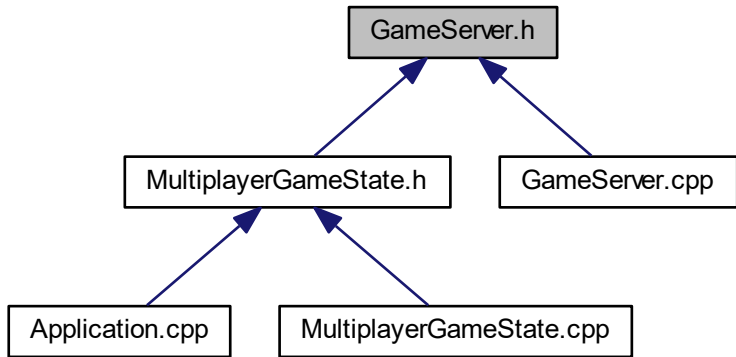 GameServer.h
MultiplayerGameState.h
GameServer.cpp
Application.cpp
MultiplayerGameState.cpp